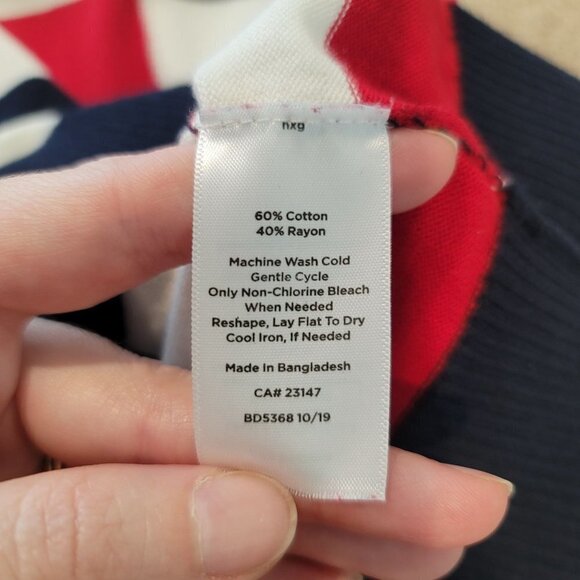 nxg
60% Cotton
40% Rayon
Machine Wash Cold
Gentle Cycle
Only Non-Chlorine Bleach
When Needed
Reshape, Lay Flat To Dry
Cool Iron, If Needed
Made In Bangladesh
CA# 23147
BD5368 10/19